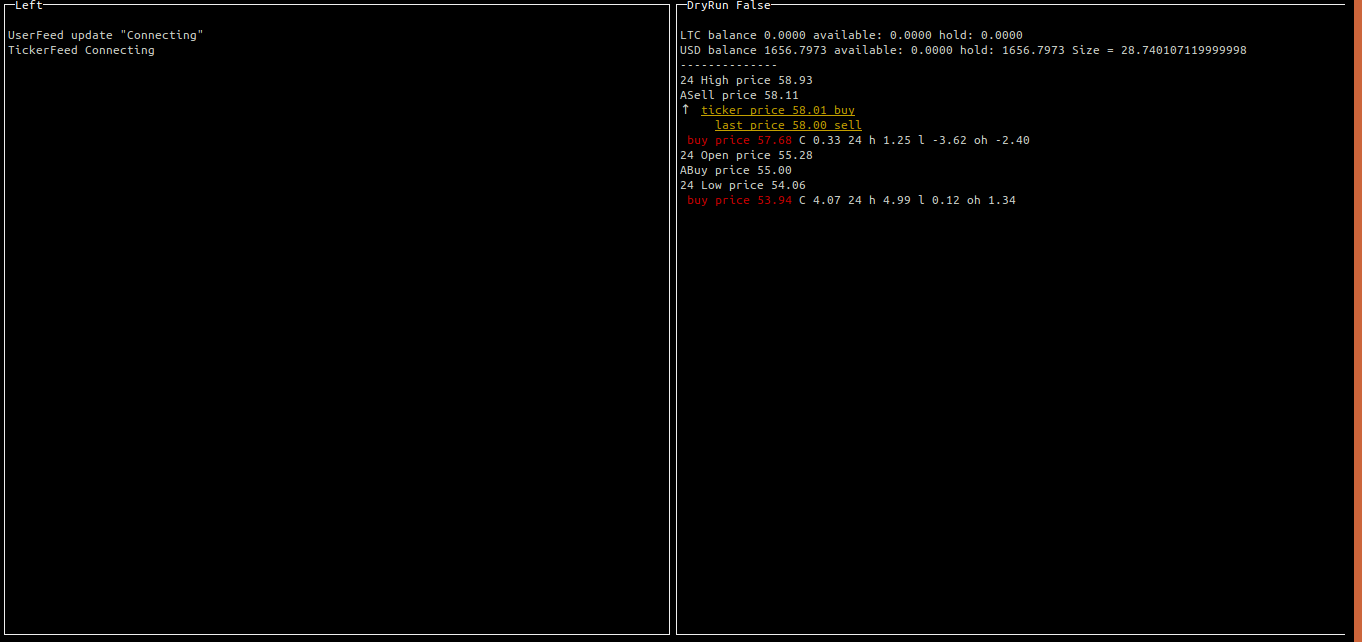 Left
UserFeed update "Connecting"
TickerFeed Connecting
DryRun False
LTC balance 0.0000 available: 0.0000 hold: 0.0000
USD balance 1656.7973 available: 0.0000 hold: 1656.7973 Size = 28.740107119999998
--------------
24 High price 58.93
ASell price 58.11
↑ ticker price 58.01 buy
last price 58.00 sell
buy price 57.68 C 0.33 24 h 1.25 l -3.62 oh -2.40
24 Open price 55.28
ABuy price 55.00
24 Low price 54.06
buy price 53.94 C 4.07 24 h 4.99 l 0.12 oh 1.34